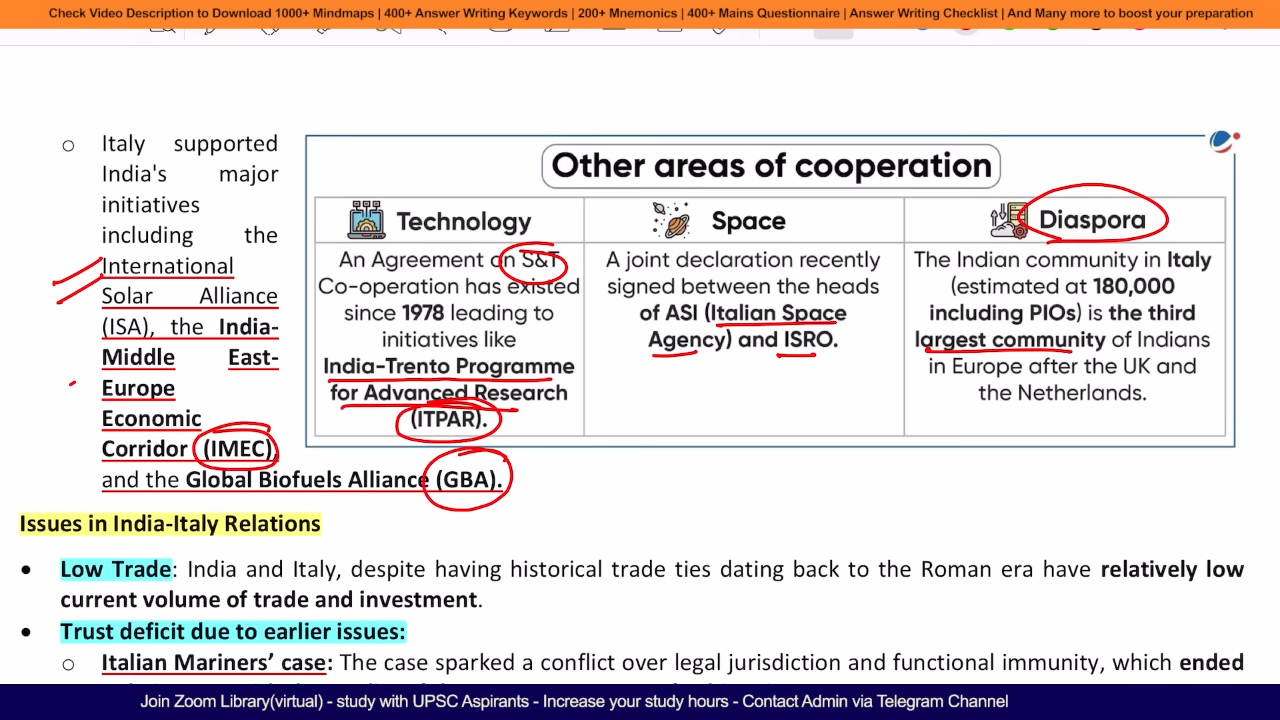 Check Video Description to Download 1000+ Mindmaps | 400+ Answer Writing Keywords | 200+ Mnemonics | 400+ Mains Questionnaire | Answer Writing Checklist | And Many more to boost your preparation
○ Italy supported
India's major
initiatives
including the
International
Solar Alliance
(ISA), the India-
Middle East-
Europe
Economic
Corridor (IMEC),
and the Global Biofuels Alliance (GBA).
Other areas of cooperation
Technology
An Agreement on S&T
Co-operation has existed
since 1978 leading to
initiatives like
India-Trento Programme
for Advanced Research
(ITPAR).
Space
A joint declaration recently
signed between the heads
of ASI (Italian Space
Agency) and ISRO.
Diaspora
The Indian community in Italy
(estimated at 180,000
including PIOs) is the third
largest community of Indians
in Europe after the UK and
the Netherlands.
Issues in India-Italy Relations
• Low Trade: India and Italy, despite having historical trade ties dating back to the Roman era have relatively low
current volume of trade and investment.
• Trust deficit due to earlier issues:
○ Italian Mariners’ case: The case sparked a conflict over legal jurisdiction and functional immunity, which ended
Join Zoom Library(virtual) - study with UPSC Aspirants - Increase your study hours - Contact Admin via Telegram Channel